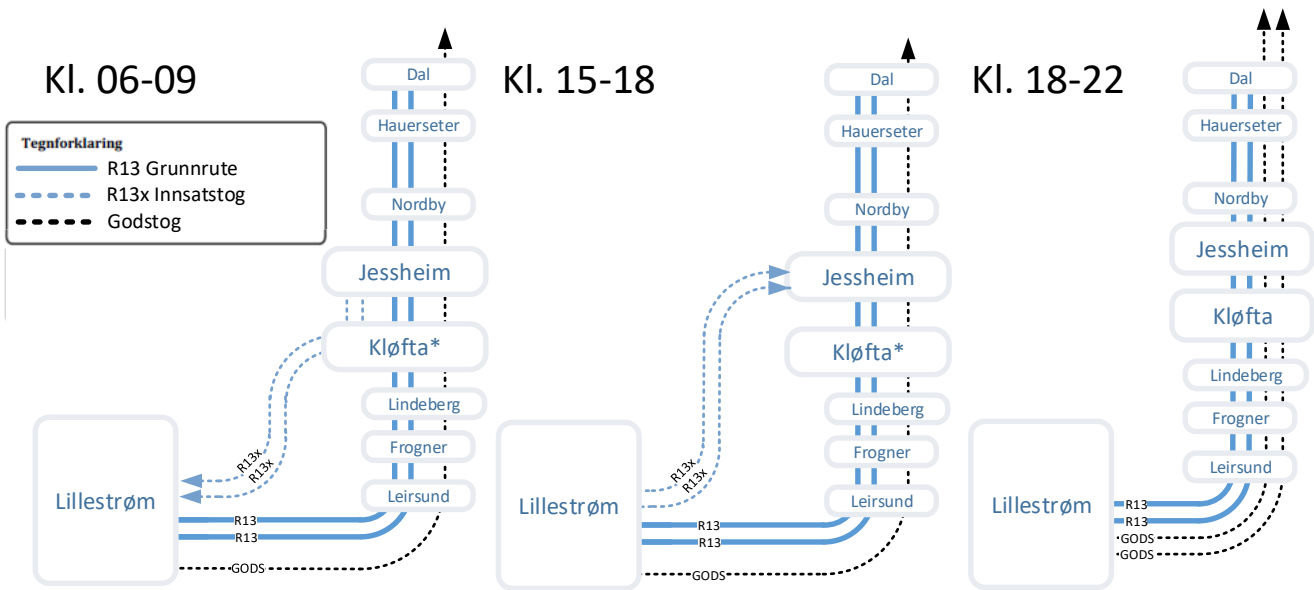 Kl. 06-09
Tegnforklaring
R13 Grunnrute
R13x Innsatstog
Godstog
Dal
Hauerseter
Nordby
Jessheim
Kløfta*
Lindeberg
Frogner
Leirsund
Lillestrøm
R13x
R13x
R13
R13
GODS
Kl. 15-18
Dal
Hauerseter
Nordby
Jessheim
Kløfta*
Lindeberg
Frogner
Leirsund
Lillestrøm
R13x
R13x
R13
R13
GODS
Kl. 18-22
Dal
Hauerseter
Nordby
Jessheim
Kløfta
Lindeberg
Frogner
Leirsund
Lillestrøm
R13
R13
GODS
GODS